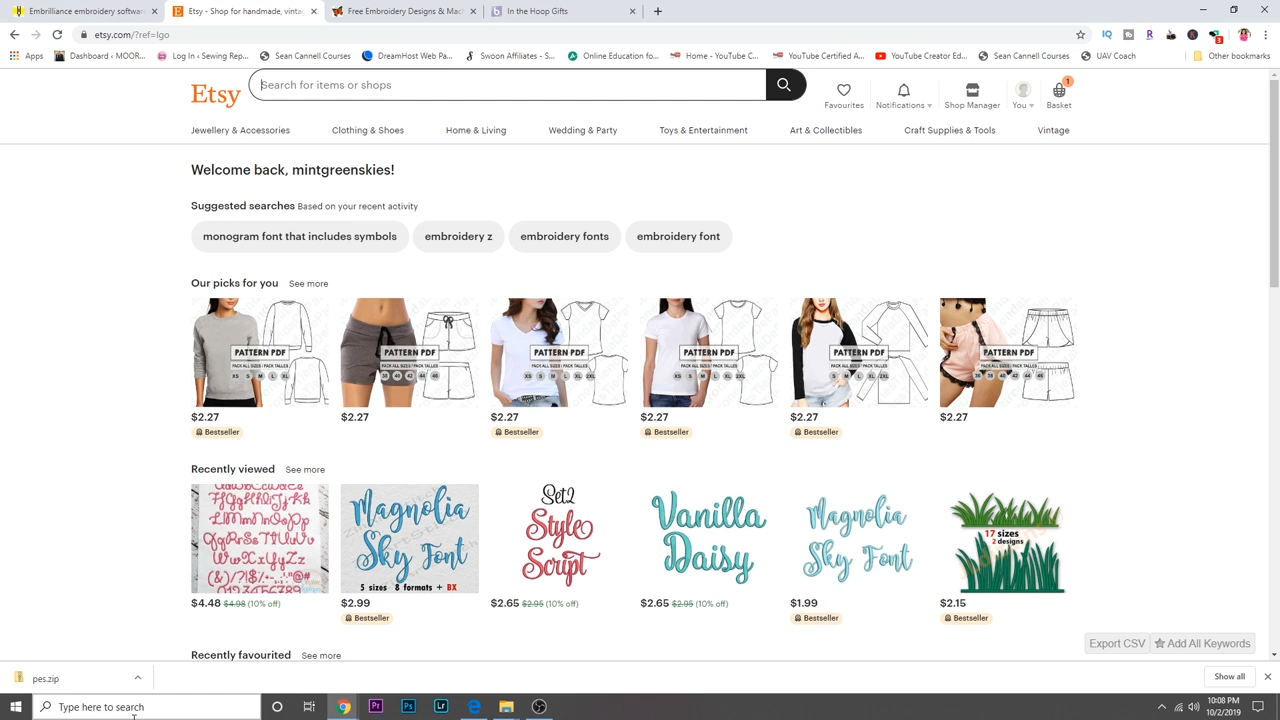 Embrilliance embroidery software
Etsy - Shop for handmade, vinta
Free Embroidery Designs & Mac
In the Hoop Gifts
etsy.com/?ref=lgo
Apps
Dashboard ‹ MOOR...
Log In ‹ Sewing Rep...
Sean Cannell Courses
DreamHost Web Pa...
Swoon Affiliates - S...
Online Education fo...
Home - YouTube C...
YouTube Certified A...
YouTube Creator Ed...
Sean Cannell Courses
UAV Coach
Other bookmarks
Etsy
Search for items or shops
Favourites
Notifications
Shop Manager
You
1
Basket
Jewellery & Accessories
Clothing & Shoes
Home & Living
Wedding & Party
Toys & Entertainment
Art & Collectibles
Craft Supplies & Tools
Vintage
Welcome back, mintgreenskies!
Suggested searches Based on your recent activity
monogram font that includes symbols
embroidery z
embroidery fonts
embroidery font
Our picks for you See more
PATTERN PDF
PATTERN PDF
PATTERN PDF
PATTERN PDF
PATTERN PDF
PATTERN PDF
$2.27
$2.27
$2.27
$2.27
$2.27
$2.27
Bestseller
Bestseller
Bestseller
Bestseller
Recently viewed See more
Magnolia
Sky Font
5 sizes 8 formats + BX
Set2
Style
Script
Vanilla
Daisy
Magnolia
Sky Font
17 sizes
2 designs
$4.48 $4.98 (10% off)
$2.99
$2.65 $2.95 (10% off)
$2.65 $2.95 (10% off)
$1.99
$2.15
Bestseller
Bestseller
Bestseller
Recently favourited See more
Export CSV
Add All Keywords
pes.zip
Show all
Type here to search
10:08 PM
10/2/2019